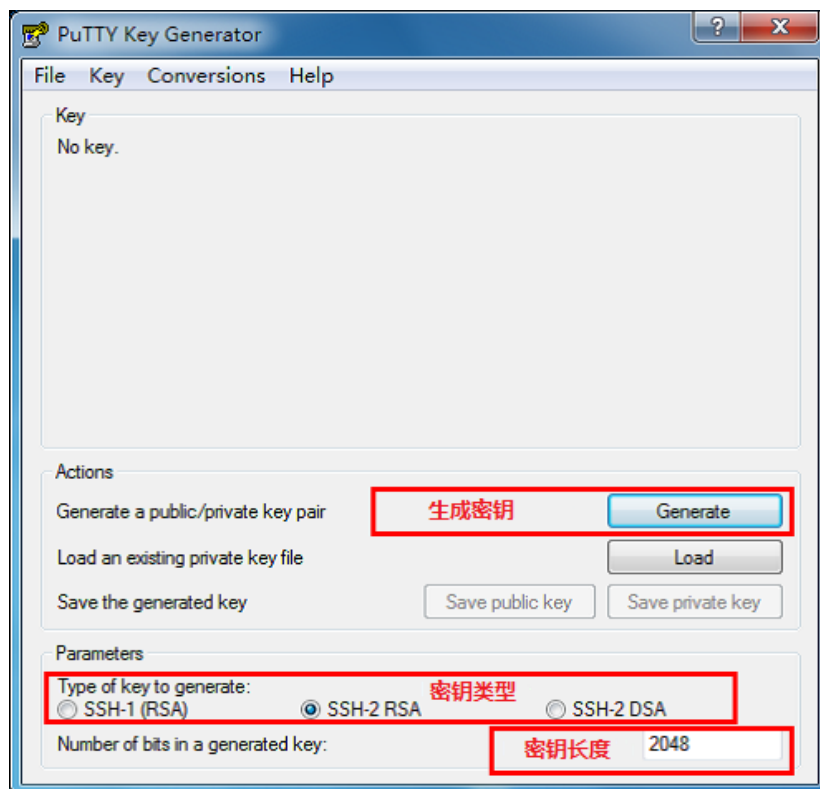 PuTTY Key Generator
File Key Conversions Help
Key
No key.
Actions
Generate a public/private key pair 生成密钥 Generate
Load an existing private key file Load
Save the generated key Save public key Save private key
Parameters
Type of key to generate: 密钥类型
SSH-1 (RSA) SSH-2 RSA SSH-2 DSA
Number of bits in a generated key: 密钥长度 2048